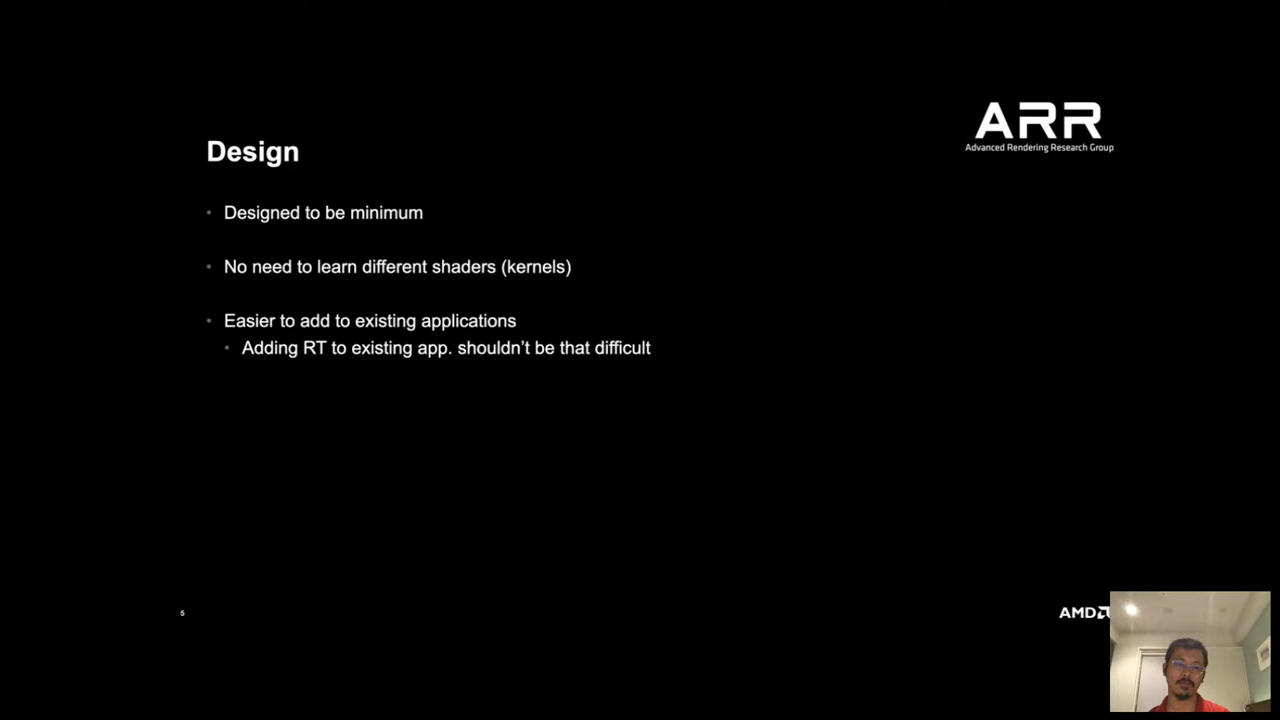 ARR
Advanced Rendering Research Group
Design
• Designed to be minimum
• No need to learn different shaders (kernels)
• Easier to add to existing applications
• Adding RT to existing app. shouldn't be that difficult
5
AMD